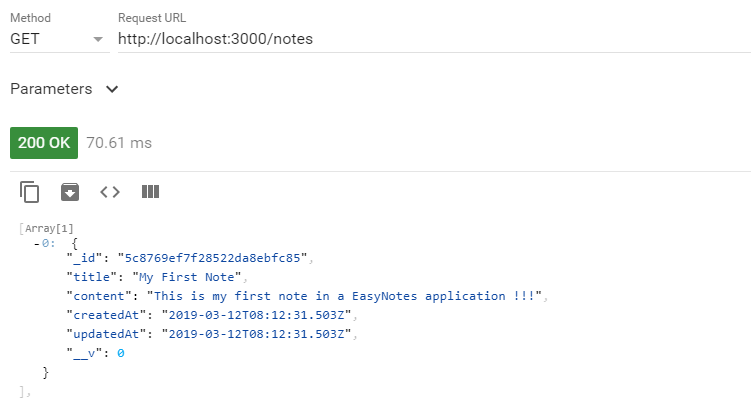 Method
Request URL
GET
http://localhost:3000/notes
Parameters
200 OK 70.61 ms
[Array[1]
-0: {
"_id": "5c8769ef7f28522da8ebfc85",
"title": "My First Note",
"content": "This is my first note in a EasyNotes application !!!",
"createdAt": "2019-03-12T08:12:31.503Z",
"updatedAt": "2019-03-12T08:12:31.503Z",
"__v": 0
}
],